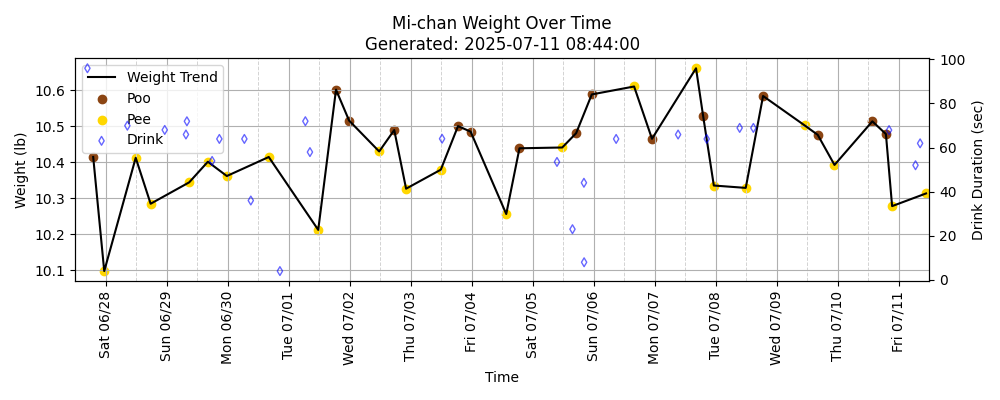 Mi-chan Weight Over Time
Generated: 2025-07-11 08:44:00
Weight Trend
Poo
Pee
Drink
Weight (lb)
10.6
10.5
10.4
10.3
10.2
10.1
100
80
60
40
20
0
Drink Duration (sec)
Sat 06/28
Sun 06/29
Mon 06/30
Tue 07/01
Wed 07/02
Thu 07/03
Fri 07/04
Sat 07/05
Sun 07/06
Mon 07/07
Tue 07/08
Wed 07/09
Thu 07/10
Fri 07/11
Time